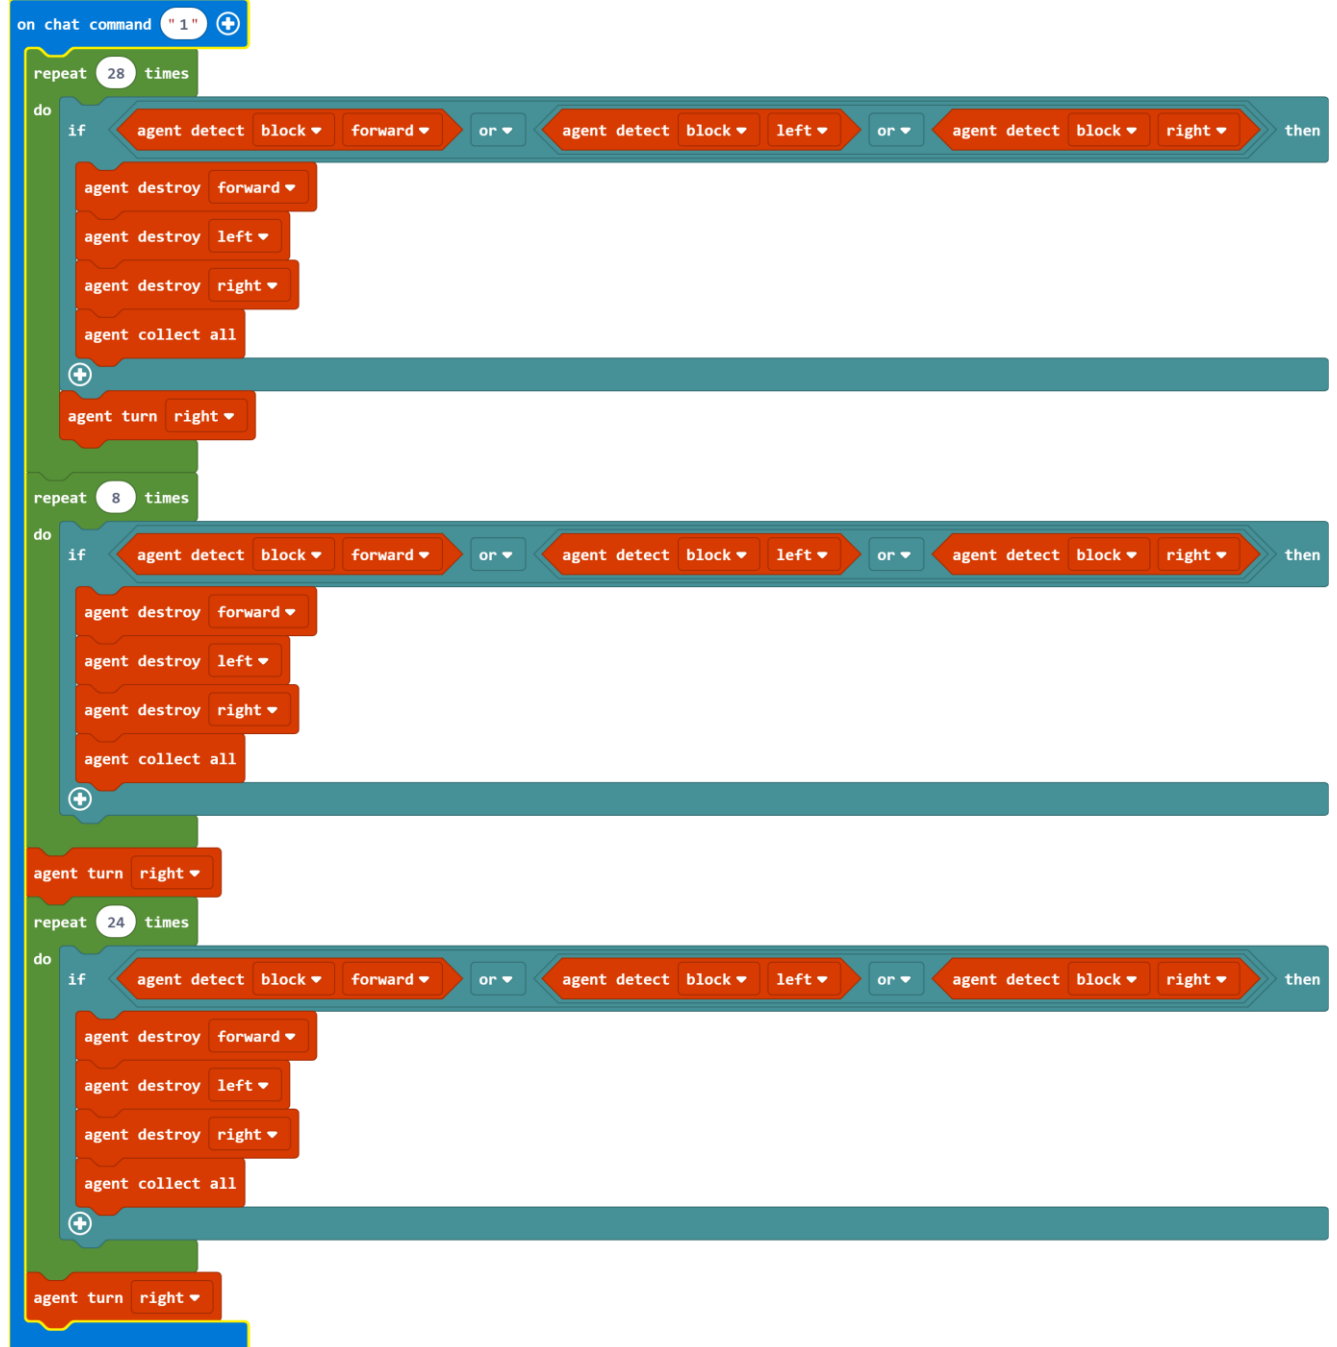 on chat command "1"
repeat 28 times
do
if agent detect block forward or agent detect block left or agent detect block right then
agent destroy forward
agent destroy left
agent destroy right
agent collect all
agent turn right
repeat 8 times
do
if agent detect block forward or agent detect block left or agent detect block right then
agent destroy forward
agent destroy left
agent destroy right
agent collect all
agent turn right
repeat 24 times
do
if agent detect block forward or agent detect block left or agent detect block right then
agent destroy forward
agent destroy left
agent destroy right
agent collect all
agent turn right